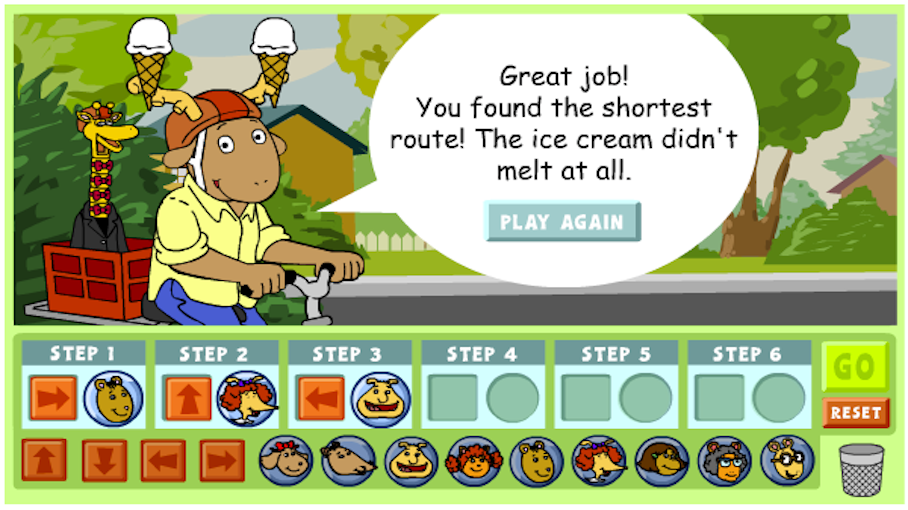 Great job!
You found the shortest
route! The ice cream didn't
melt at all.
PLAY AGAIN
STEP 1
STEP 2
STEP 3
STEP 4
STEP 5
STEP 6
GO
RESET